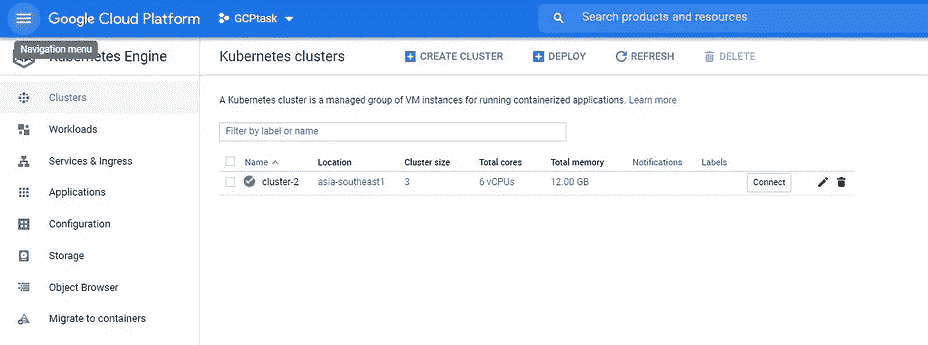 Google Cloud Platform GCPtask Search products and resources
Navigation menu
Kubernetes Engine Kubernetes clusters CREATE CLUSTER DEPLOY REFRESH DELETE
Clusters
Workloads
Services & Ingress
Applications
Configuration
Storage
Object Browser
Migrate to containers
A Kubernetes cluster is a managed group of VM instances for running containerized applications. Learn more
Filter by label or name
Name Location Cluster size Total cores Total memory Notifications Labels
cluster-2 asia-southeast1 3 6 vCPUs 12.00 GB Connect